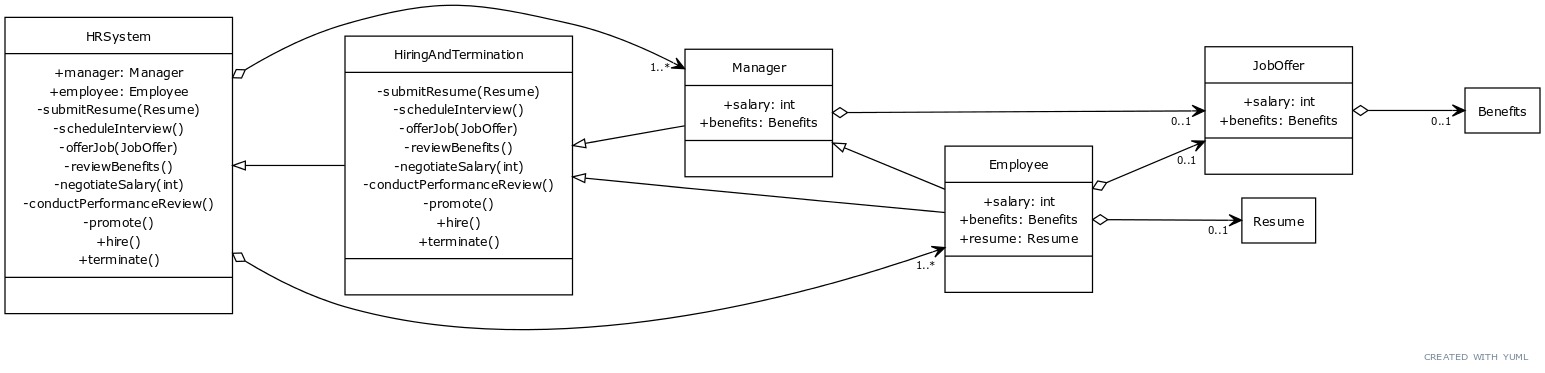 HRSystem
+manager: Manager
+employee: Employee
-submitResume(Resume)
-scheduleInterview()
-offerJob(JobOffer)
-reviewBenefits()
-negotiateSalary(int)
-conductPerformanceReview()
-promote()
+hire()
+terminate()
HiringAndTermination
-submitResume(Resume)
-scheduleInterview()
-offerJob(JobOffer)
-reviewBenefits()
-negotiateSalary(int)
-conductPerformanceReview()
-promote()
+hire()
+terminate()
1..*
Manager
+salary: int
+benefits: Benefits
1..*
Employee
+salary: int
+benefits: Benefits
+resume: Resume
0..1
0..1
JobOffer
+salary: int
+benefits: Benefits
0..1
Resume
0..1
Benefits
CREATED WITH YUML